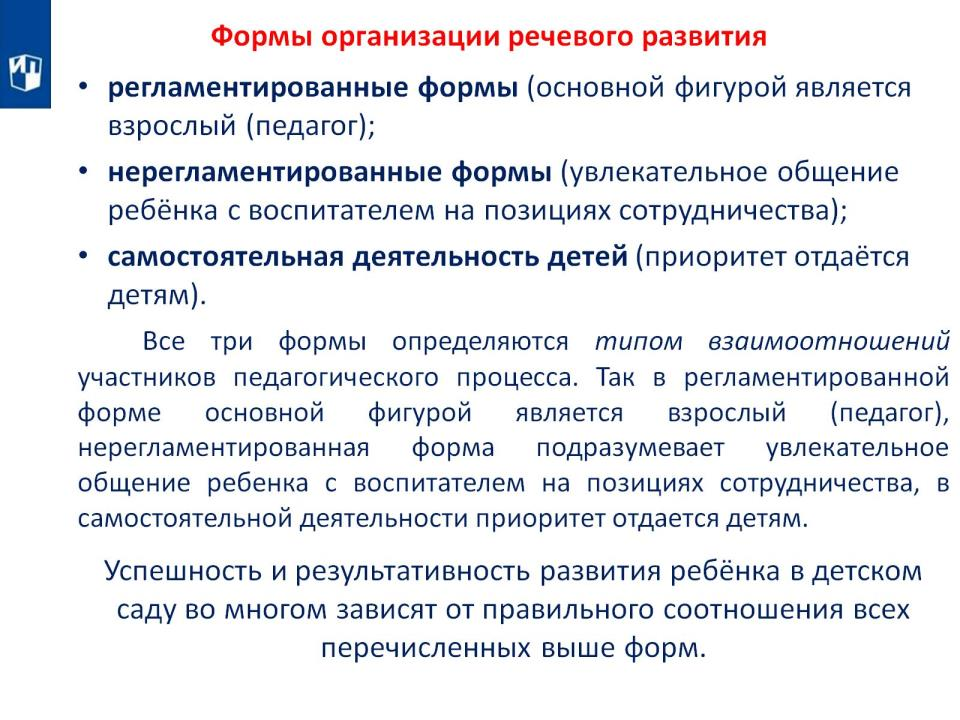 Формы организации речевого развития
• регламентированные формы (основной фигурой является
взрослый (педагог);
• нерегламентированные формы (увлекательное общение
ребёнка с воспитателем на позициях сотрудничества);
• самостоятельная деятельность детей (приоритет отдаётся
детям).
Все три формы определяются типом взаимоотношений
участников педагогического процесса. Так в регламентированной
форме основной фигурой является взрослый (педагог),
нерегламентированная форма подразумевает увлекательное
общение ребенка с воспитателем на позициях сотрудничества, в
самостоятельной деятельности приоритет отдается детям.
Успешность и результативность развития ребёнка в детском
саду во многом зависят от правильного соотношения всех
перечисленных выше форм.